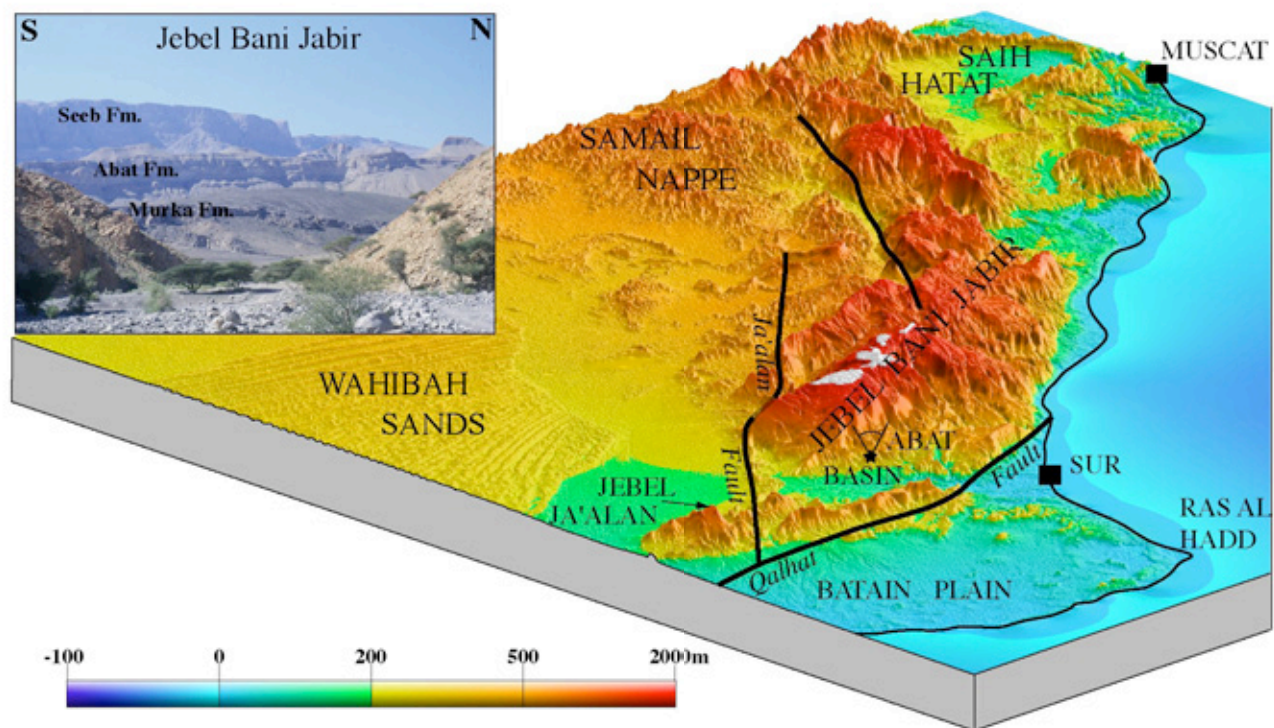 S Jebel Bani Jabir N
Seeb Fm.
Abat Fm.
Murka Fm.
SAIH
HATAT
MUSCAT
SAMAIL
NAPPE
JEBEL BANI JABIR
Ja'alan
Fault
WAHIBAH
SANDS
ABAT
BASIN
Fault
SUR
JEBEL
JA'ALAN
RAS AL
HADD
Qalhat
BATAIN PLAIN
-100 0 200 500 2000m